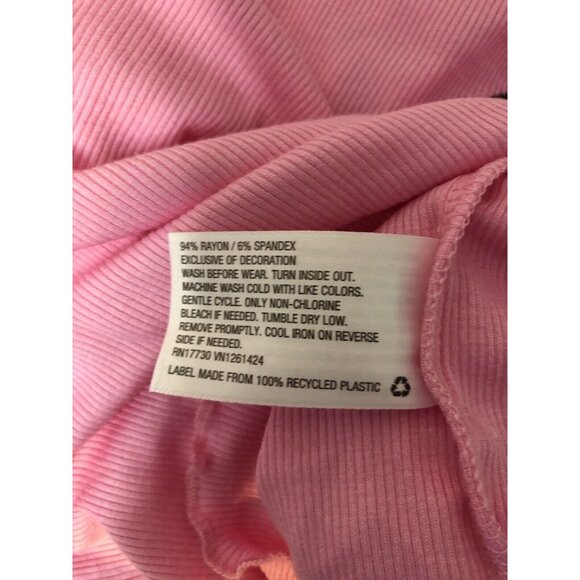 94% RAYON / 6% SPANDEX
EXCLUSIVE OF DECORATION
WASH BEFORE WEAR. TURN INSIDE OUT.
MACHINE WASH COLD WITH LIKE COLORS.
GENTLE CYCLE. ONLY NON-CHLORINE
BLEACH IF NEEDED. TUMBLE DRY LOW.
REMOVE PROMPTLY. COOL IRON ON REVERSE
SIDE IF NEEDED.
RN17730 VN1261424
LABEL MADE FROM 100% RECYCLED PLASTIC